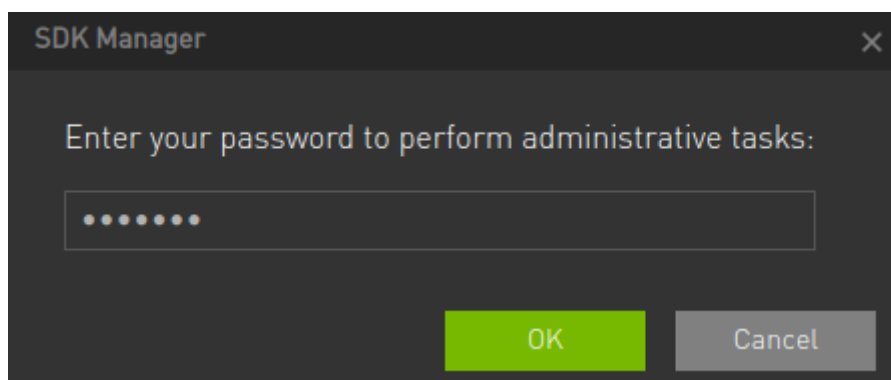 SDK Manager
Enter your password to perform administrative tasks:
•••••••
OK
Cancel